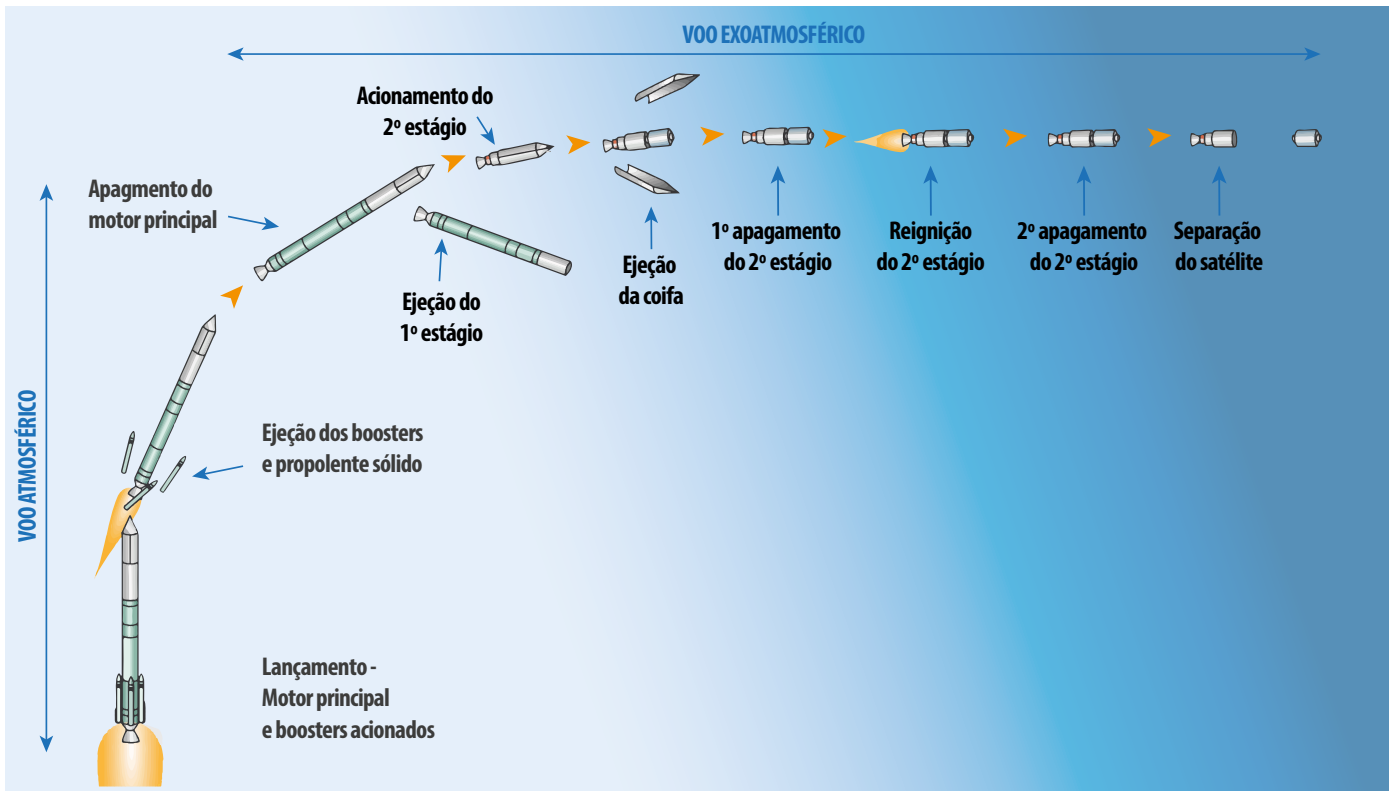 VOO EXOATMOSFÉRICO
Acionamento do
2º estágio
Apagmento do
motor principal
Ejeção do
1º estágio
Ejeção
da coifa
1º apagamento
do 2º estágio
Reignição
do 2º estágio
2º apagamento
do 2º estágio
Separação
do satélite
VOO ATMOSFÉRICO
Ejeção dos boosters
e propolente sólido
Lançamento -
Motor principal
e boosters acionados